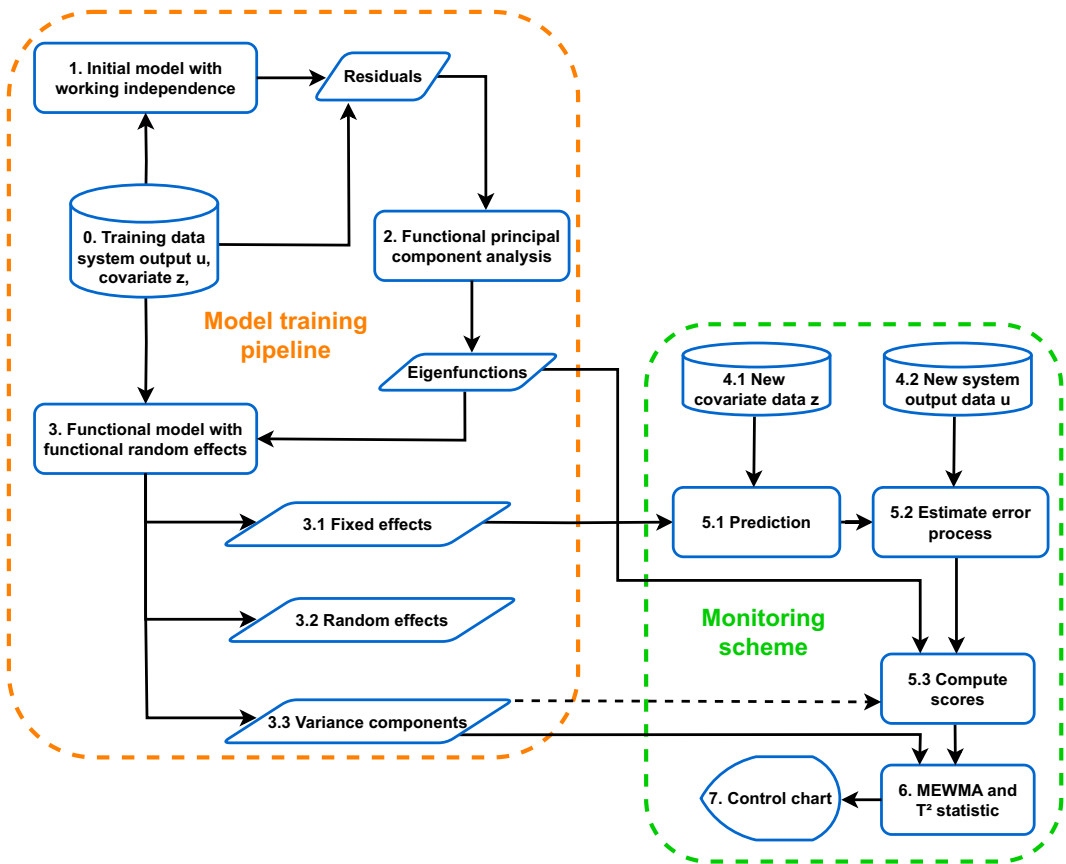 1. Initial model with
working independence
Residuals
0. Training data
system output u,
covariate z,
2. Functional principal
component analysis
Model training
pipeline
Eigenfunctions
3. Functional model with
functional random effects
3.1 Fixed effects
3.2 Random effects
3.3 Variance components
4.1 New
covariate data z
4.2 New system
output data u
5.1 Prediction
5.2 Estimate error
process
Monitoring
scheme
5.3 Compute
scores
7. Control chart
6. MEWMA and
T² statistic